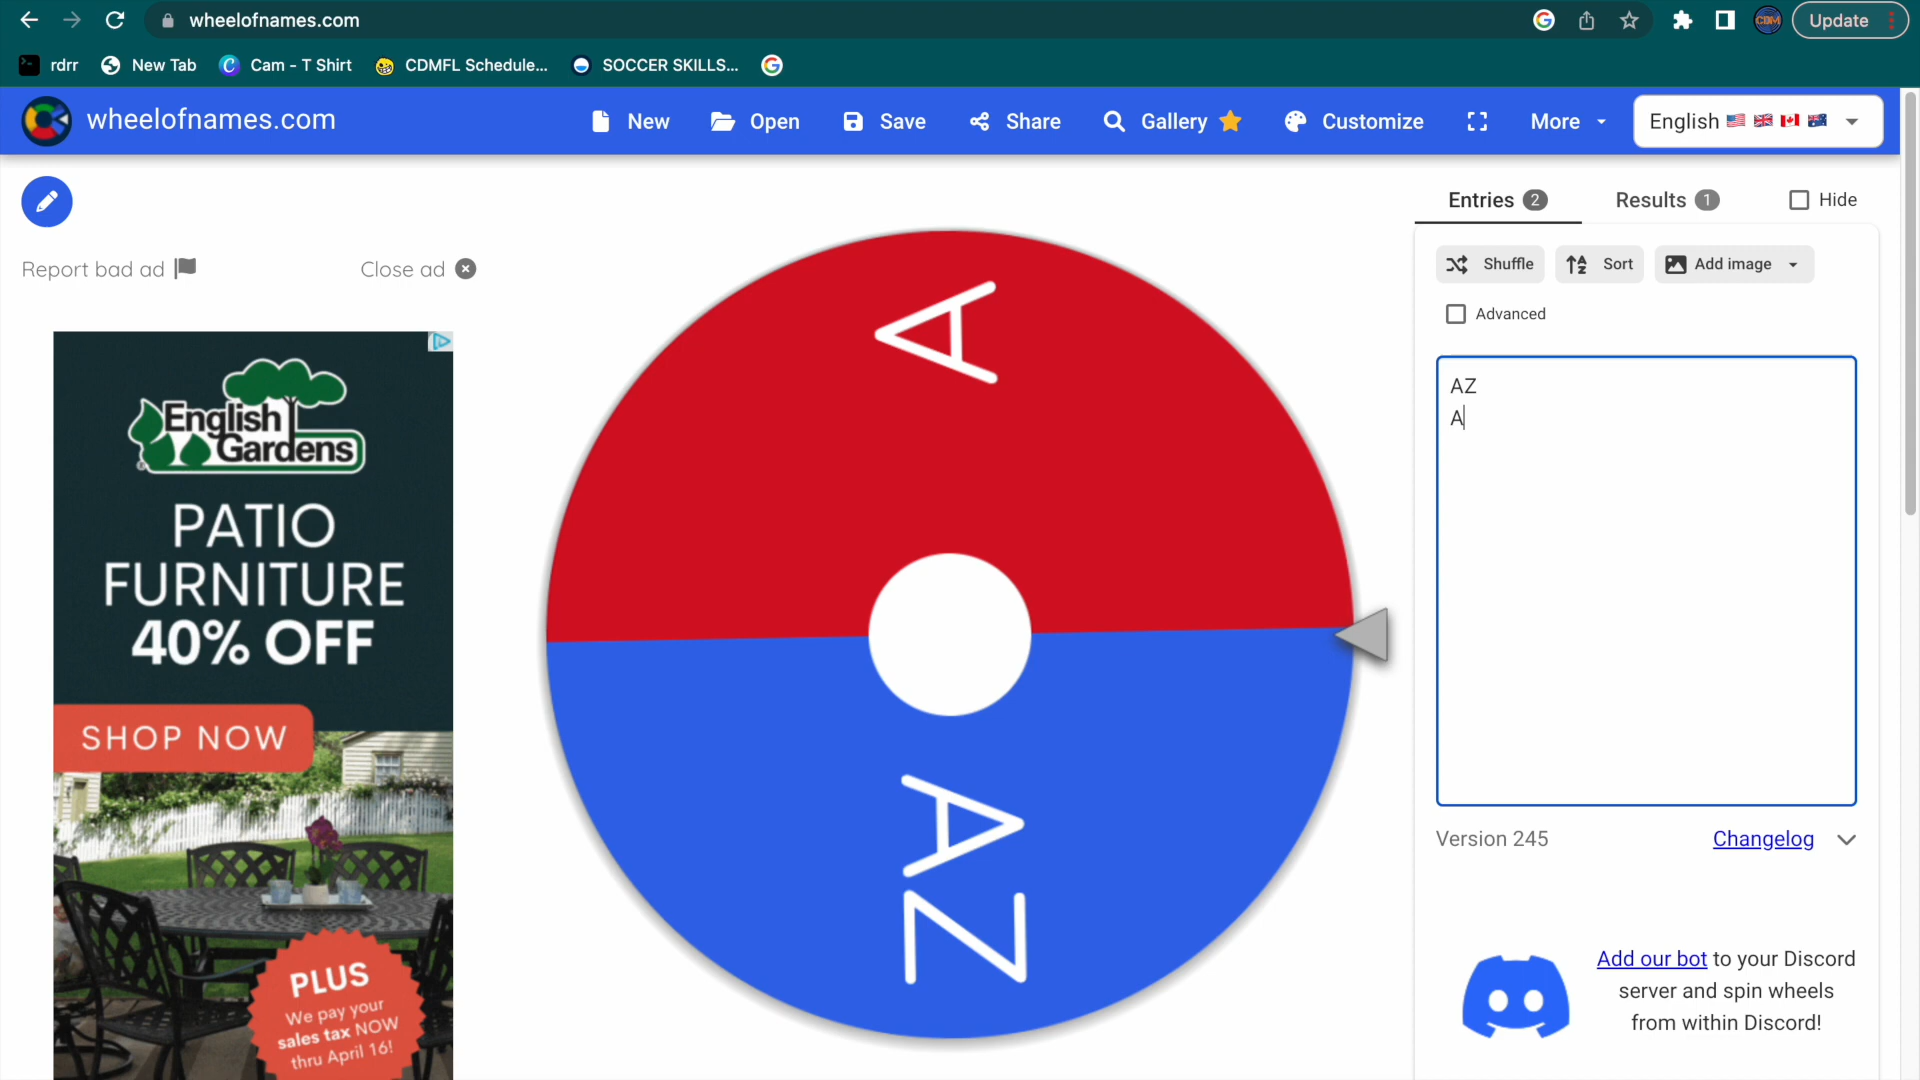 wheelofnames.com
Update
rdrr
New Tab
Cam - T Shirt
CDMFL Schedule...
SOCCER SKILLS...
wheelofnames.com
New
Open
Save
Share
Gallery
Customize
More
English
Entries 2
Results 1
Hide
Report bad ad
Close ad
Shuffle
Sort
Add image
Advanced
AZ
A
A
AZ
English
Gardens
PATIO
FURNITURE
40% OFF
SHOP NOW
PLUS
We pay your
sales tax NOW
thru April 16!
Version 245
Changelog
Add our bot to your Discord
server and spin wheels
from within Discord!